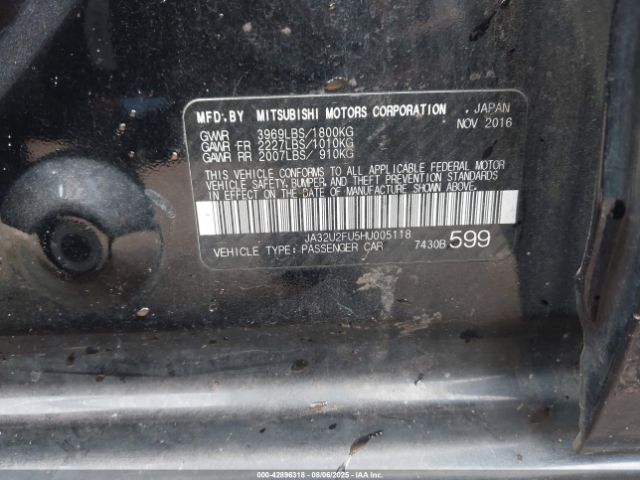 MFD.BY MITSUBISHI MOTORS CORPORATION JAPAN
GVWR 3969LBS/1800KG NOV 2016
GAWR FR 2227LBS/1010KG
GAWR RR 2007LBS/ 910KG
THIS VEHICLE CONFORMS TO ALL APPLICABLE FEDERAL MOTOR
VEHICLE SAFETY, BUMPER, AND THEFT PREVENTION STANDARDS
IN EFFECT ON THE DATE OF MANUFACTURE SHOWN ABOVE.
JA32U2FU5HU005118
VEHICLE TYPE: PASSENGER CAR 7430B 599
000-42896318 - 08/06/2025 - IAAI.COM